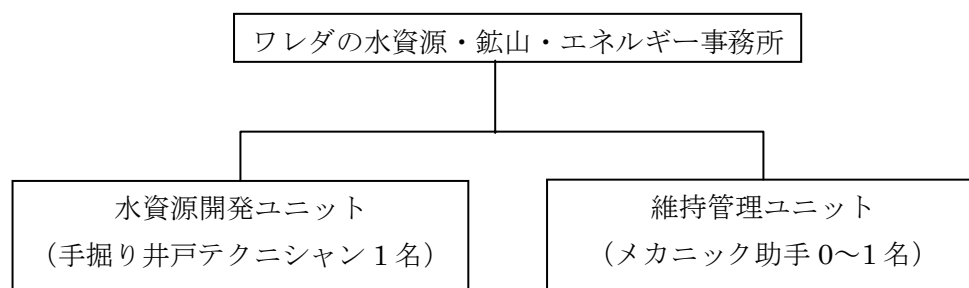 ワレダの水資源・鉱山・エネルギー事務所
水資源開発ユニット
（手掘り井戸テクニシャン 1 名）
維持管理ユニット
（メカニック助手 0～1 名）